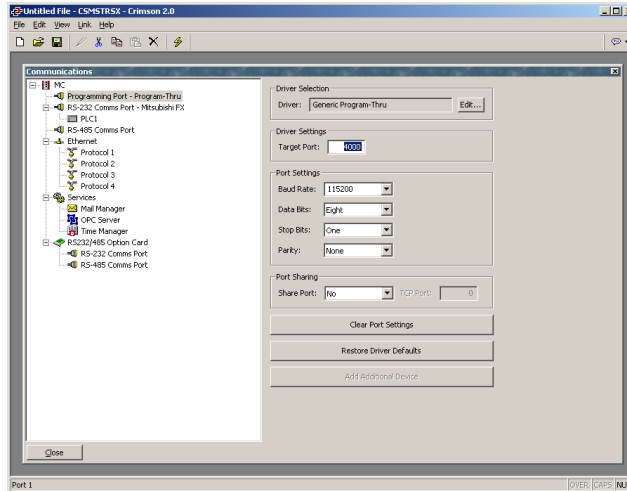 Untitled File - CSMSTRSX - Crimson 2.0
File Edit View Link Help
Communications
MC
Programming Port - Program-Thru
RS-232 Comms Port - Mitsubishi FX
PLC1
RS-485 Comms Port
Ethernet
Protocol 1
Protocol 2
Protocol 3
Protocol 4
Services
Mail Manager
OPC Server
Time Manager
RS232/485 Option Card
RS-232 Comms Port
RS-485 Comms Port
Driver Selection
Driver: Generic Program-Thru Edit...
Driver Settings
Target Port: 4000
Port Settings
Baud Rate: 115200
Data Bits: Eight
Stop Bits: One
Parity: None
Port Sharing
Share Port: No TCP Port: 0
Clear Port Settings
Restore Driver Defaults
Add Additional Device
Close
Port 1 OVER CAPS NU